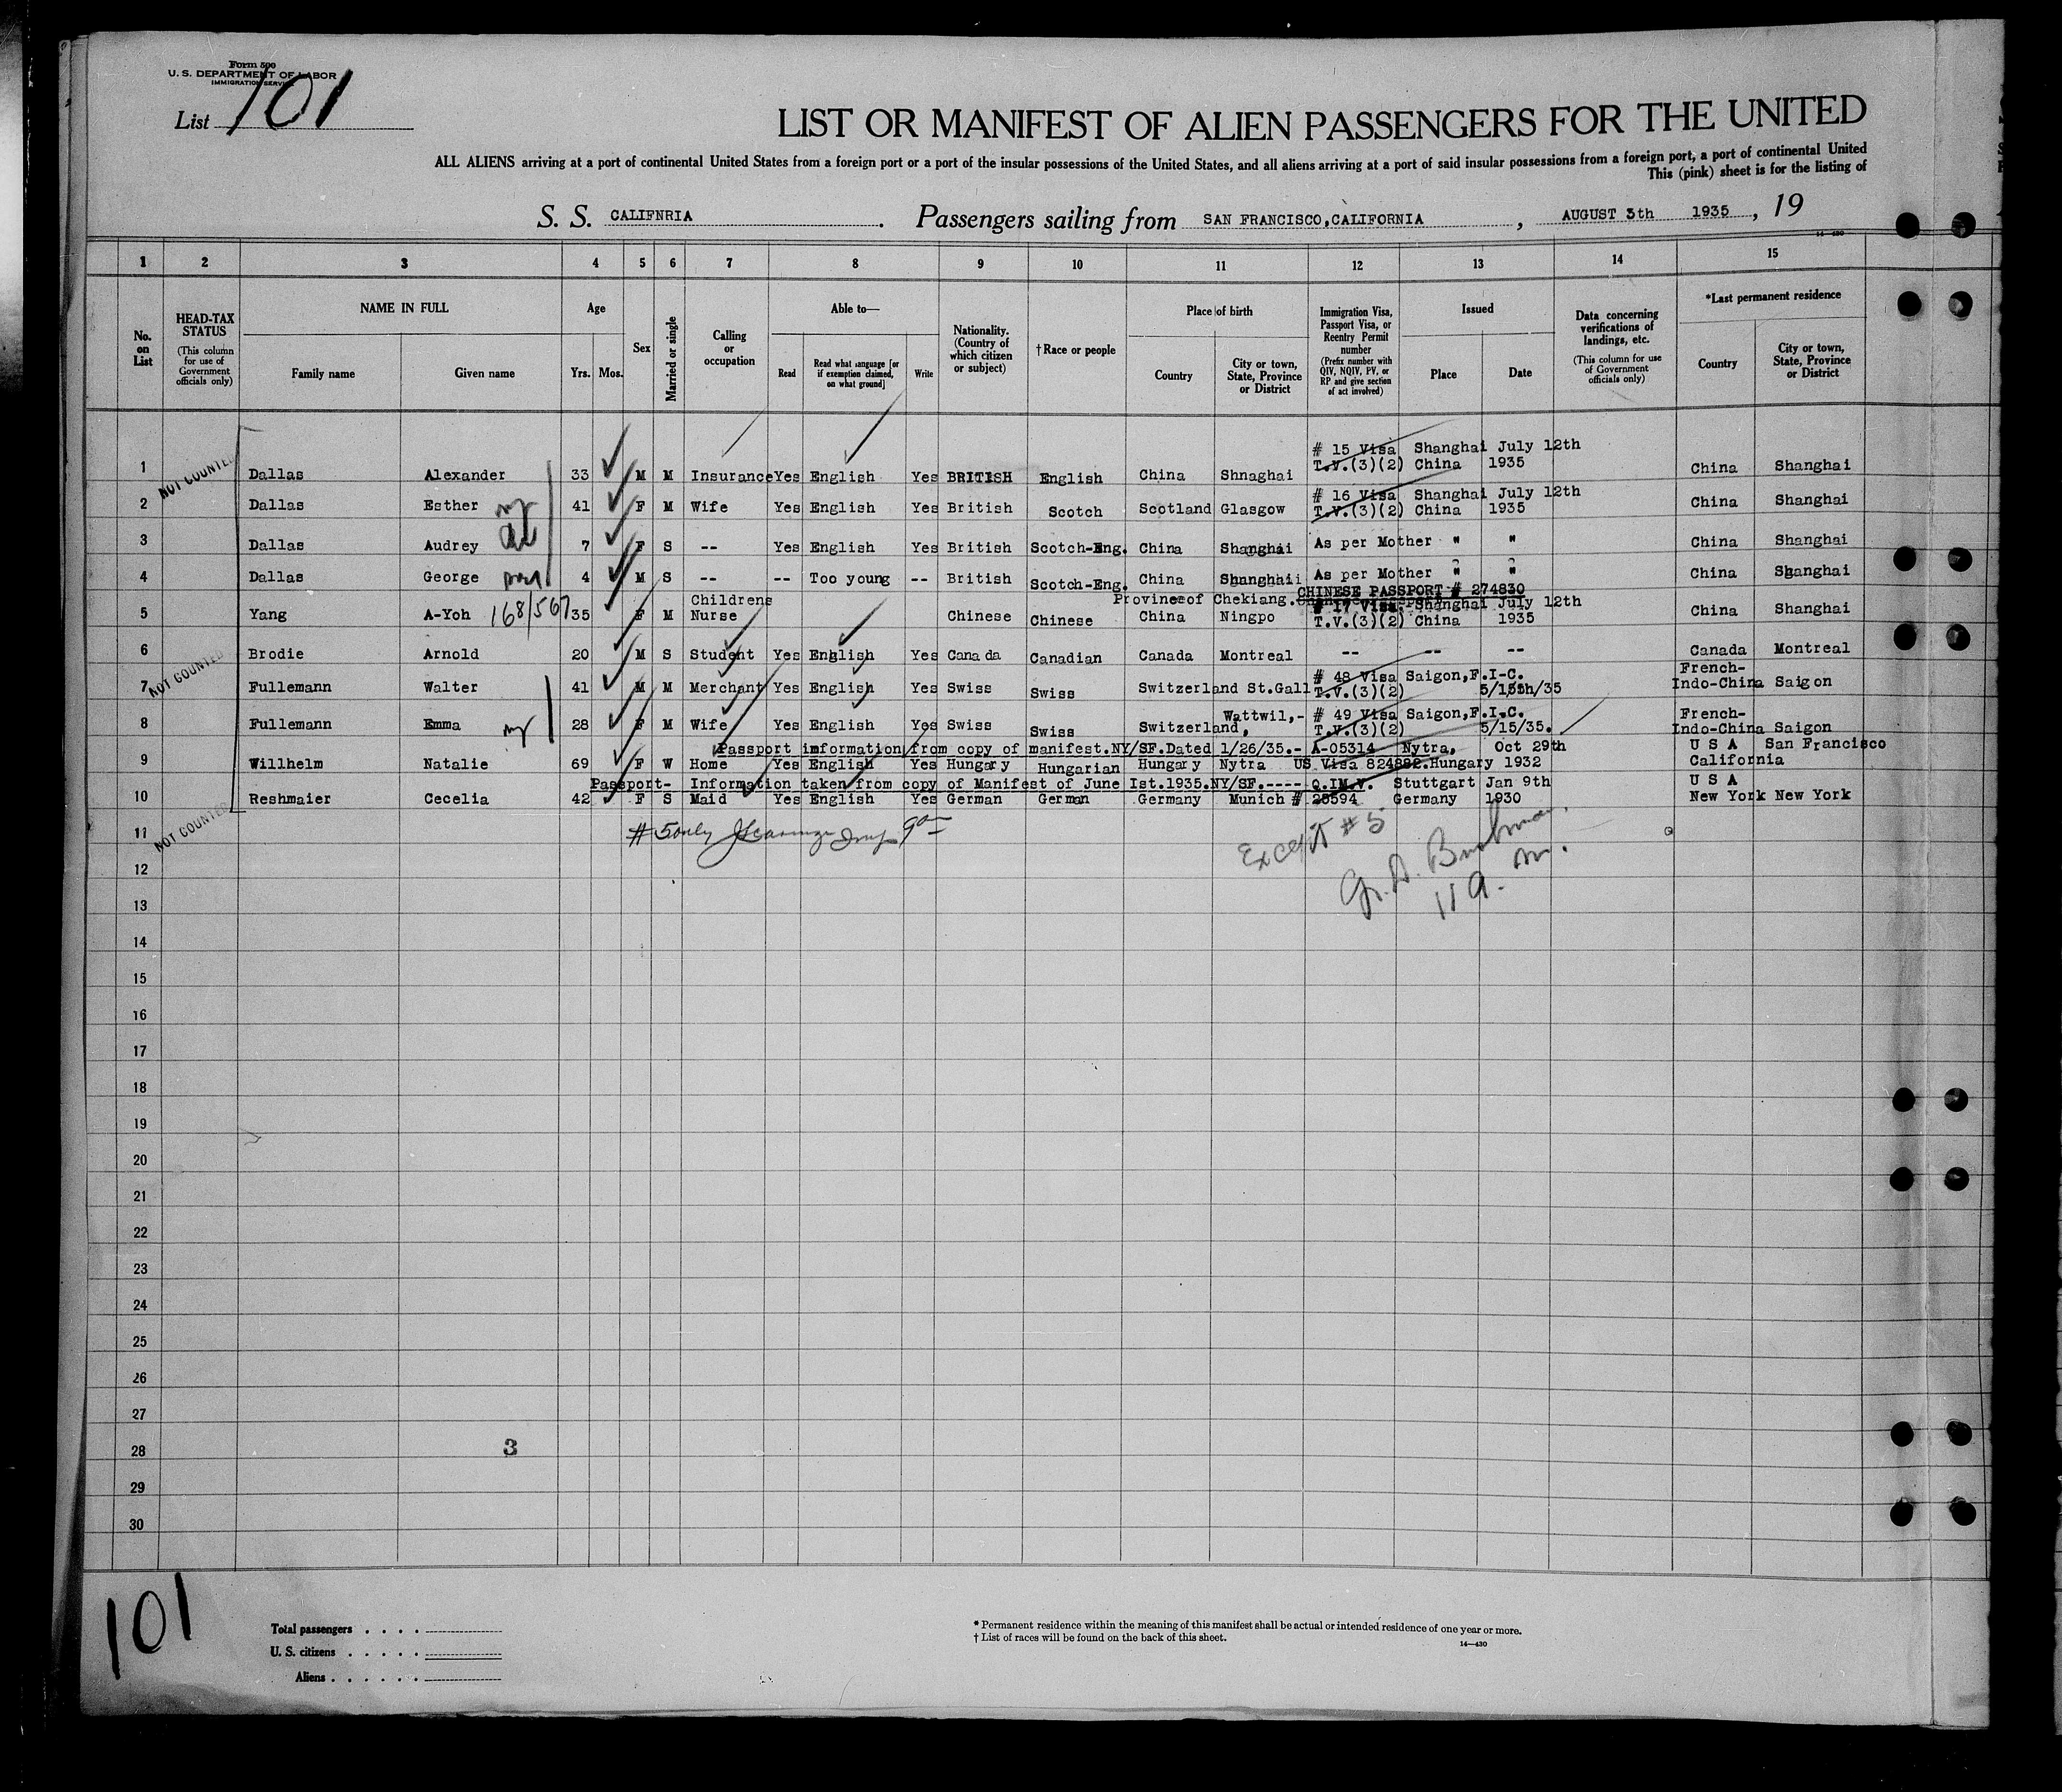 Form 500
U. S. DEPARTMENT OF LABOR
IMMIGRATION SERVICE
List 101
LIST OR MANIFEST OF ALIEN PASSENGERS FOR THE UNITED
ALL ALIENS arriving at a port of continental United States from a foreign port or a port of the insular possessions of the United States, and all aliens arriving at a port of said insular possessions from a foreign port, a port of continental United
This (pink) sheet is for the listing of
S. S. CALIFNRIA . Passengers sailing from SAN FRANCISCO,CALIFORNIA , AUGUST 3th 1935 , 19
14—430
1 2 3 4 5 6 7 8 9 10 11 12 13 14 15
No. on List
HEAD-TAX STATUS (This column for use of Government officials only)
NAME IN FULL
Family name Given name
Age
Yrs. Mos.
Sex
Married or single
Calling or occupation
Able to—
Read Read what language [or if exemption claimed, on what ground] Write
Nationality. (Country of which citizen or subject)
†Race or people
Place of birth
Country City or town, State, Province or District
Immigration Visa, Passport Visa, or Reentry Permit number (Prefix number with QIV, NQIV, PV, or RP and give section of act involved)
Issued
Place Date
Data concerning verifications of landings, etc. (This column for use of Government officials only)
*Last permanent residence
Country City or town, State, Province or District
# 15 Visa Shanghai July 12th
1 NOT COUNTED Dallas Alexander 33 M M Insurance Yes English Yes BRITISH English China Shnaghai T.V.(3)(2) China 1935 China Shanghai
# 16 Visa Shanghai July 12th
2 Dallas Esther 41 F M Wife Yes English Yes British Scotch Scotland Glasgow T.V.(3)(2) China 1935 China Shanghai
3 Dallas Audrey 7 F S -- Yes English Yes British Scotch-Eng. China Shanghai As per Mother " " China Shanghai
4 Dallas George 4 M S -- -- Too young -- British Scotch-Eng. China Shanghaii As per Mother " " China Shanghai
CHINESE PASSPORT # 274830
Childrens Provinceof Chekiang. # 17 Visa. Shanghai July 12th
5 Yang A-Yoh 168/567 35 F M Nurse Chinese Chinese China Ningpo T.V.(3)(2) China 1935 China Shanghai
6 Brodie Arnold 20 M S Student Yes English Yes Canada Canadian Canada Montreal -- -- -- Canada Montreal
# 48 Visa Saigon,F.I-C. French-
7 NOT COUNTED Fullemann Walter 41 M M Merchant Yes English Yes Swiss Swiss Switzerland St.Gall T.V.(3)(2) 5/15th/35 Indo-China Saigon
Wattwil,- # 49 Visa Saigon,F.I.C. French-
8 Fullemann Emma 28 F M Wife Yes English Yes Swiss Swiss Switzerland, T.V.(3)(2) 5/15/35. Indo-China Saigon
Passport information from copy of manifest.NY/SF.Dated 1/26/35.- A-05314 Nytra, Oct 29th U S A San Francisco
9 Willhelm Natalie 69 F W Home Yes English Yes Hungary Hungarian Hungary Nytra US Visa 824882.Hungary 1932 California
Passport- Information taken from copy of Manifest of June Ist.1935.NY/SF.----- Q.IM.V. Stuttgart Jan 9th U S A
10 Reshmaier Cecelia 42 F S Maid Yes English Yes German German Germany Munich # 25594 Germany 1930 New York New York
11 NOT COUNTED # 5 only
Except # 5
12
11 a. m.
13
14
15
16
17
18
19
20
21
22
23
24
25
26
27
28 3
29
30
101
Total passengers . . . .
U. S. citizens . . . . .
Aliens . . . . . .
* Permanent residence within the meaning of this manifest shall be actual or intended residence of one year or more.
† List of races will be found on the back of this sheet.
14—430